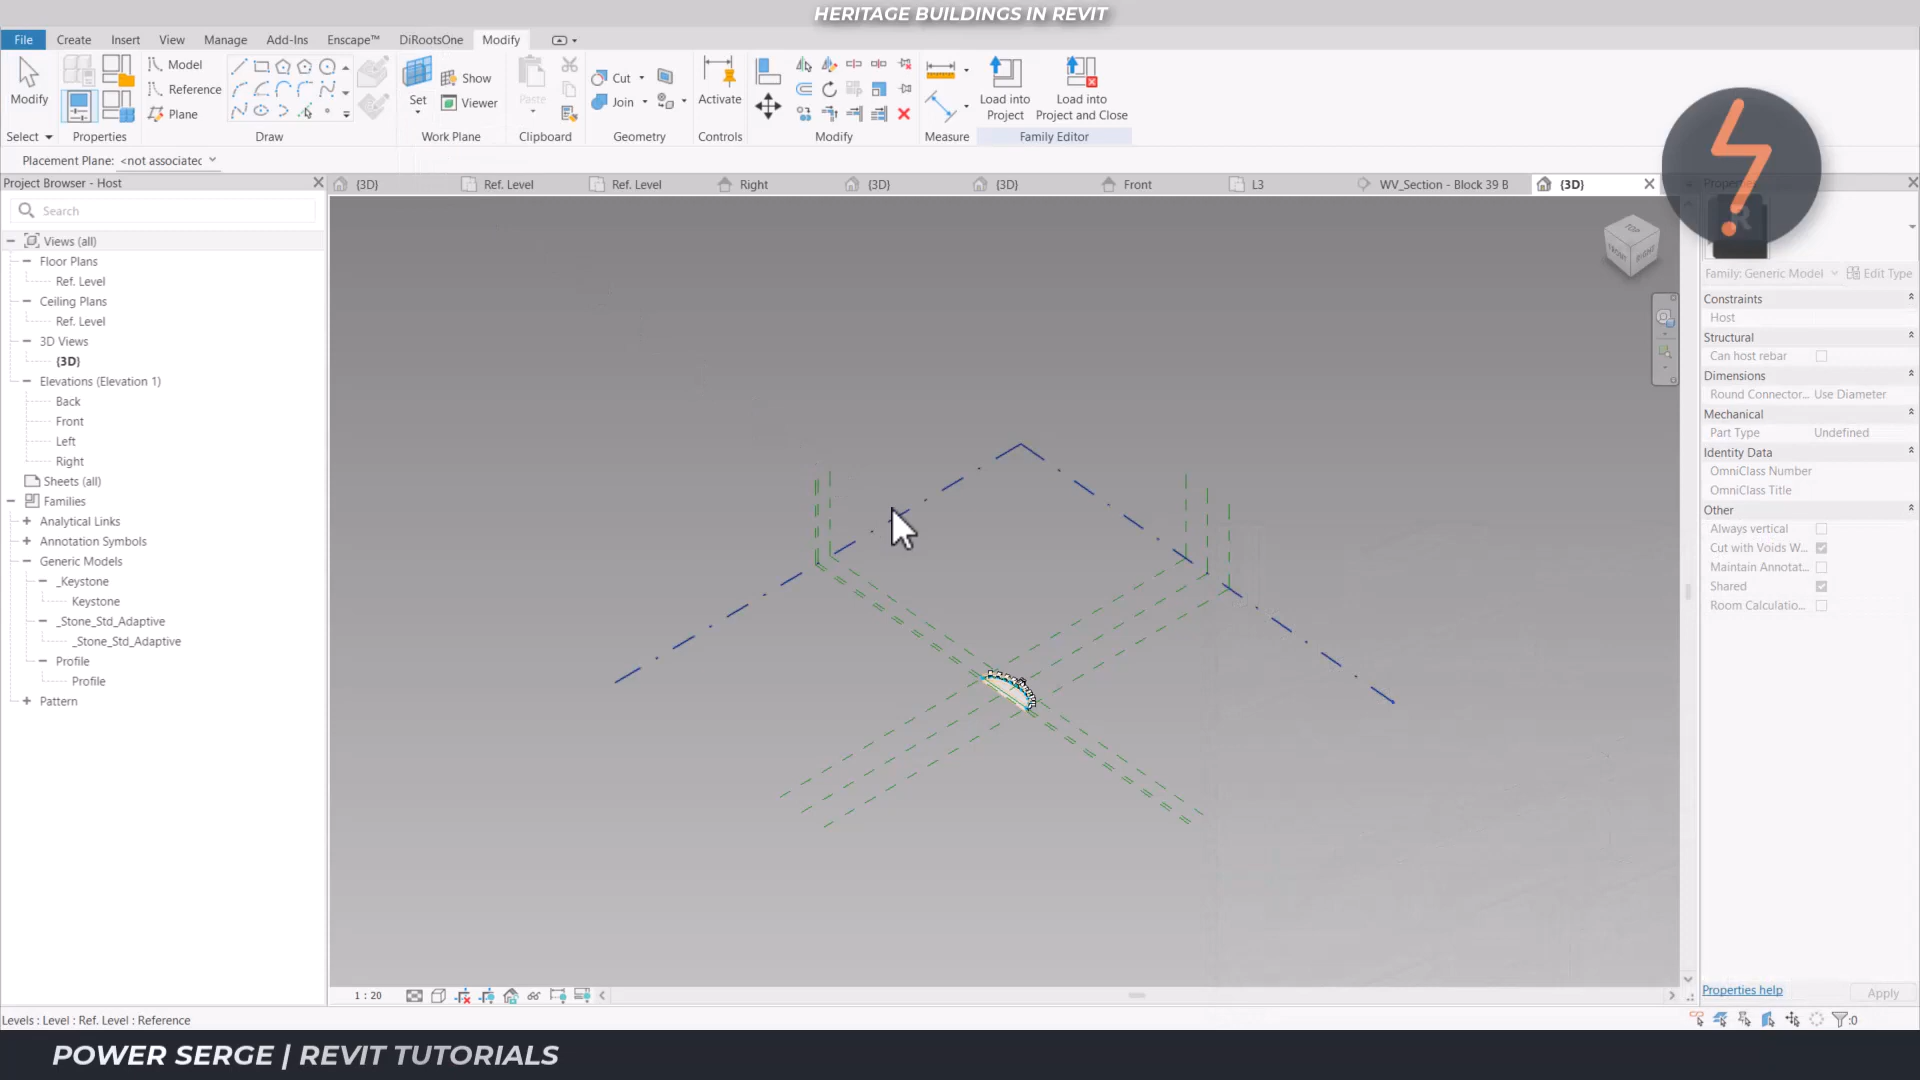 HERITAGE BUILDINGS IN REVIT
File Create Insert View Manage Add-Ins Enscape™ DiRootsOne Modify
Modify
Select
Properties
Model
Reference
Plane
Draw
Set
Show
Viewer
Work Plane
Paste
Clipboard
Cut
Join
Geometry
Activate
Controls
Modify
Measure
Load into
Project
Load into
Project and Close
Family Editor
Placement Plane: <not associatec
Project Browser - Host
{3D} Ref. Level Ref. Level Right {3D} {3D} Front L3 WV_Section - Block 39 B {3D}
Search
Views (all)
Floor Plans
Ref. Level
Ceiling Plans
Ref. Level
3D Views
{3D}
Elevations (Elevation 1)
Back
Front
Left
Right
Sheets (all)
Families
Analytical Links
Annotation Symbols
Generic Models
_Keystone
Keystone
_Stone_Std_Adaptive
_Stone_Std_Adaptive
Profile
Profile
Pattern
TOP
FRONT
RIGHT
Family: Generic Model
Edit Type
Constraints
Host
Structural
Can host rebar
Dimensions
Round Connector... Use Diameter
Mechanical
Part Type Undefined
Identity Data
OmniClass Number
OmniClass Title
Other
Always vertical
Cut with Voids W...
Maintain Annotat...
Shared
Room Calculatio...
Properties help
Apply
1 : 20
Levels : Level : Ref. Level : Reference
:0
POWER SERGE | REVIT TUTORIALS